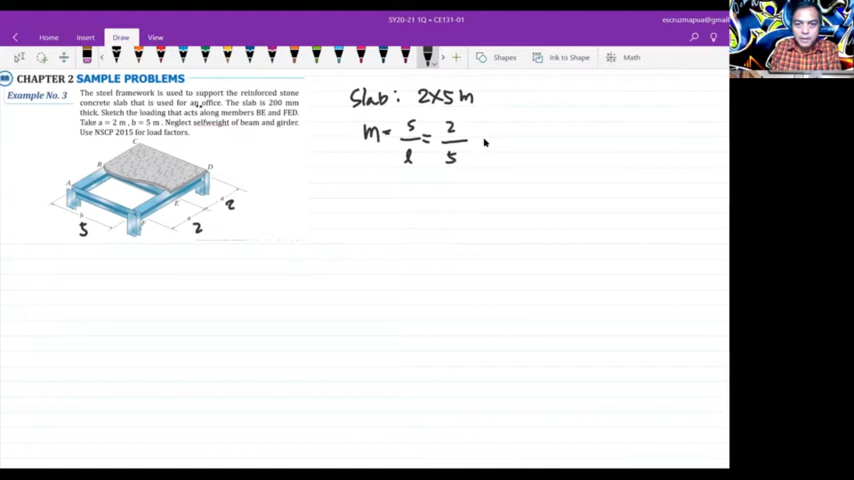 SY20-21 1Q = CE131-01
escruzmapua@gmail
Home Insert Draw View
Shapes Ink to Shape Math
CHAPTER 2 SAMPLE PROBLEMS
Example No. 3
The steel framework is used to support the reinforced stone
concrete slab that is used for an office. The slab is 200 mm
thick. Sketch the loading that acts along members BE and FED.
Take a = 2 m , b = 5 m . Neglect selfweight of beam and girder.
Use NSCP 2015 for load factors.
C
B
D
A
E
a
2
b
5
F
a
2
Slab: 2x5 m
m = s/l = 2/5